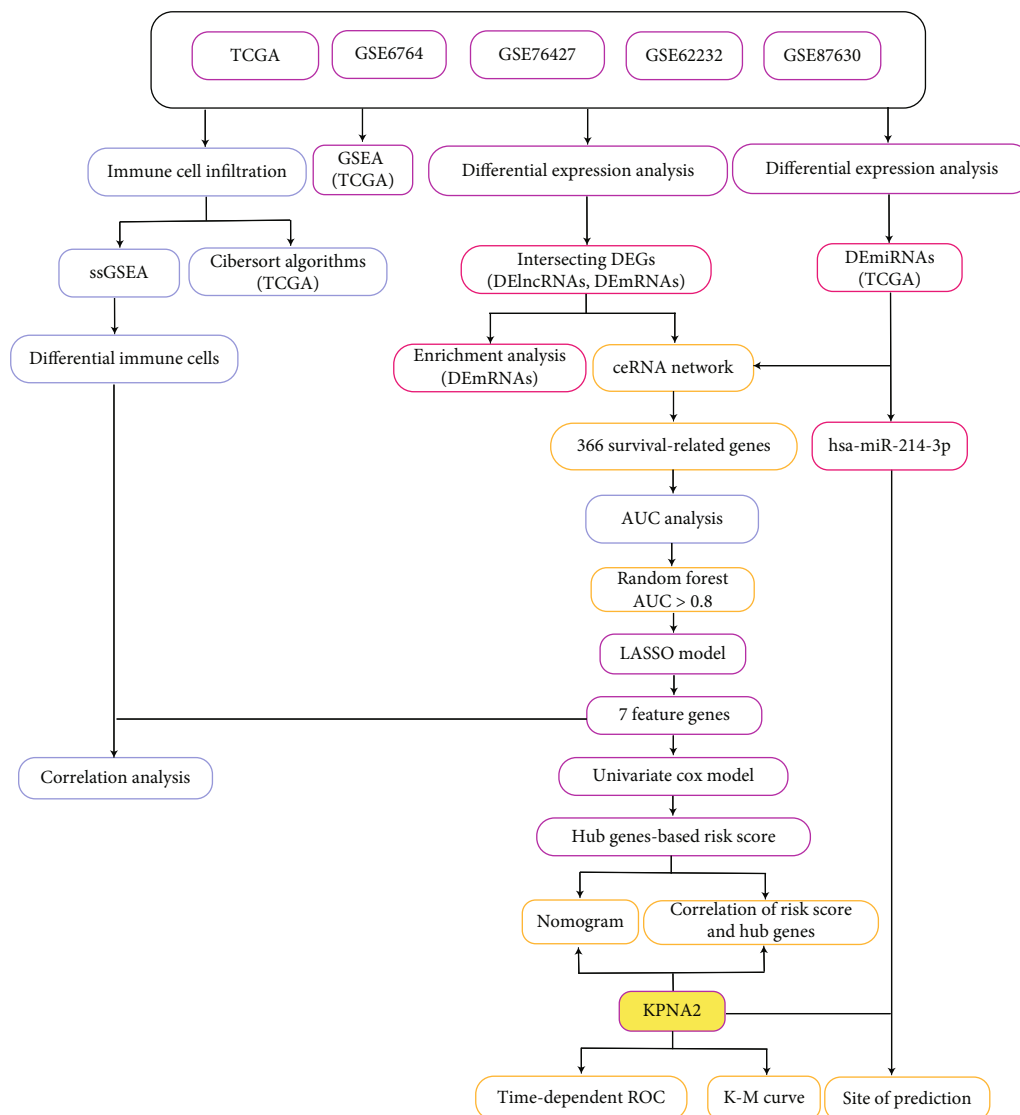 TCGA
GSE6764
GSE76427
GSE62232
GSE87630
Immune cell infiltration
GSEA
(TCGA)
Differential expression analysis
Differential expression analysis
ssGSEA
Cibersort algorithms
(TCGA)
Intersecting DEGs
(DElncRNAs, DEmRNAs)
DEmiRNAs
(TCGA)
Differential immune cells
Enrichment analysis
(DEmRNAs)
ceRNA network
366 survival-related genes
hsa-miR-214-3p
AUC analysis
Random forest
AUC > 0.8
LASSO model
7 feature genes
Correlation analysis
Univariate cox model
Hub genes-based risk score
Nomogram
Correlation of risk score
and hub genes
KPNA2
Time-dependent ROC
K-M curve
Site of prediction